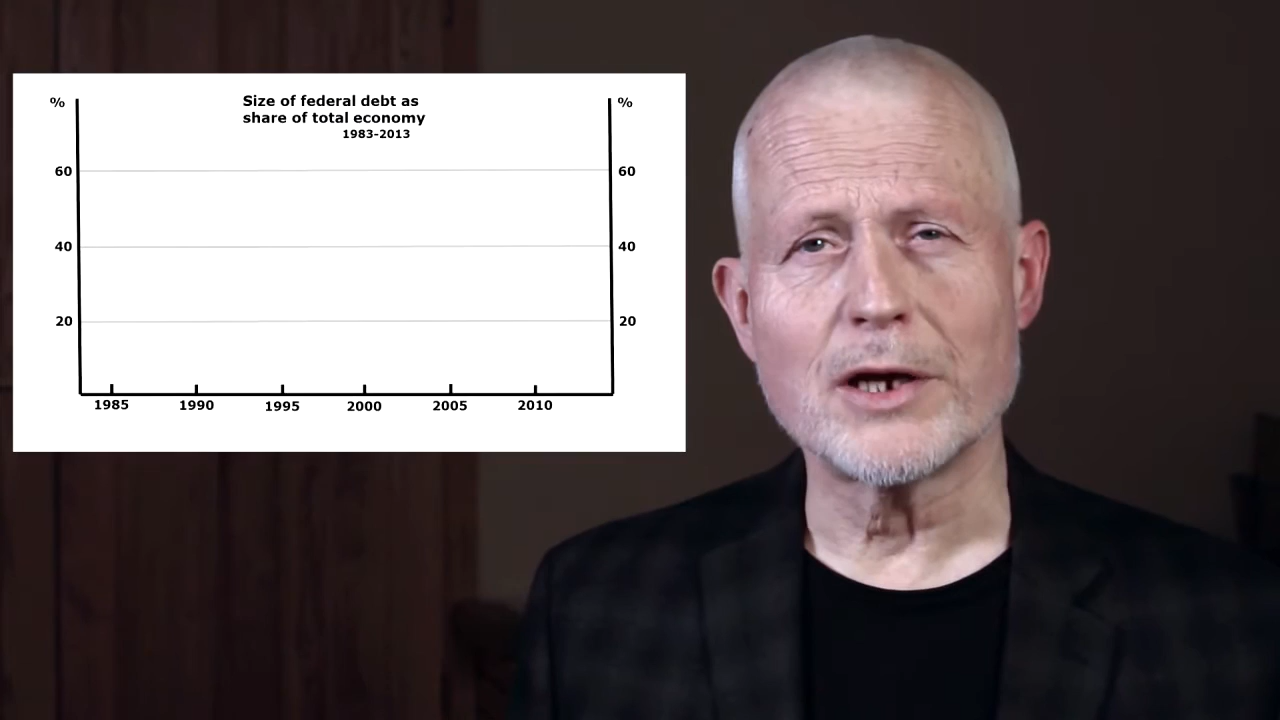 % Size of federal debt as %
share of total economy
1983-2013
60 60
40 40
20 20
1985 1990 1995 2000 2005 2010